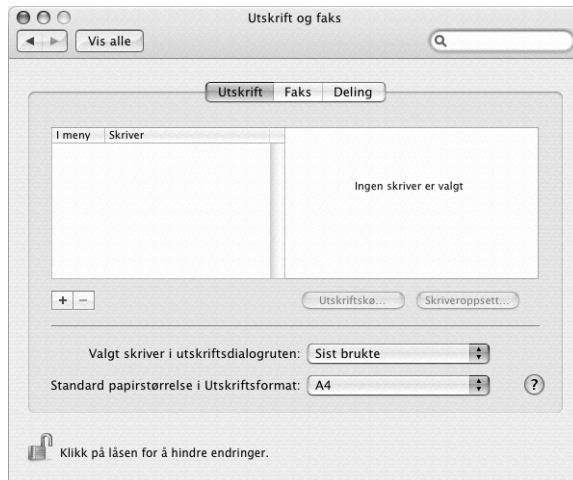 Utskrift og faks
Vis alle
Utskrift Faks Deling
I meny Skriver
Ingen skriver er valgt
+ −
Utskriftskø... Skriveroppsett...
Valgt skriver i utskriftsdialogruten: Sist brukte
Standard papirstørrelse i Utskriftsformat: A4 ?
Klikk på låsen for å hindre endringer.